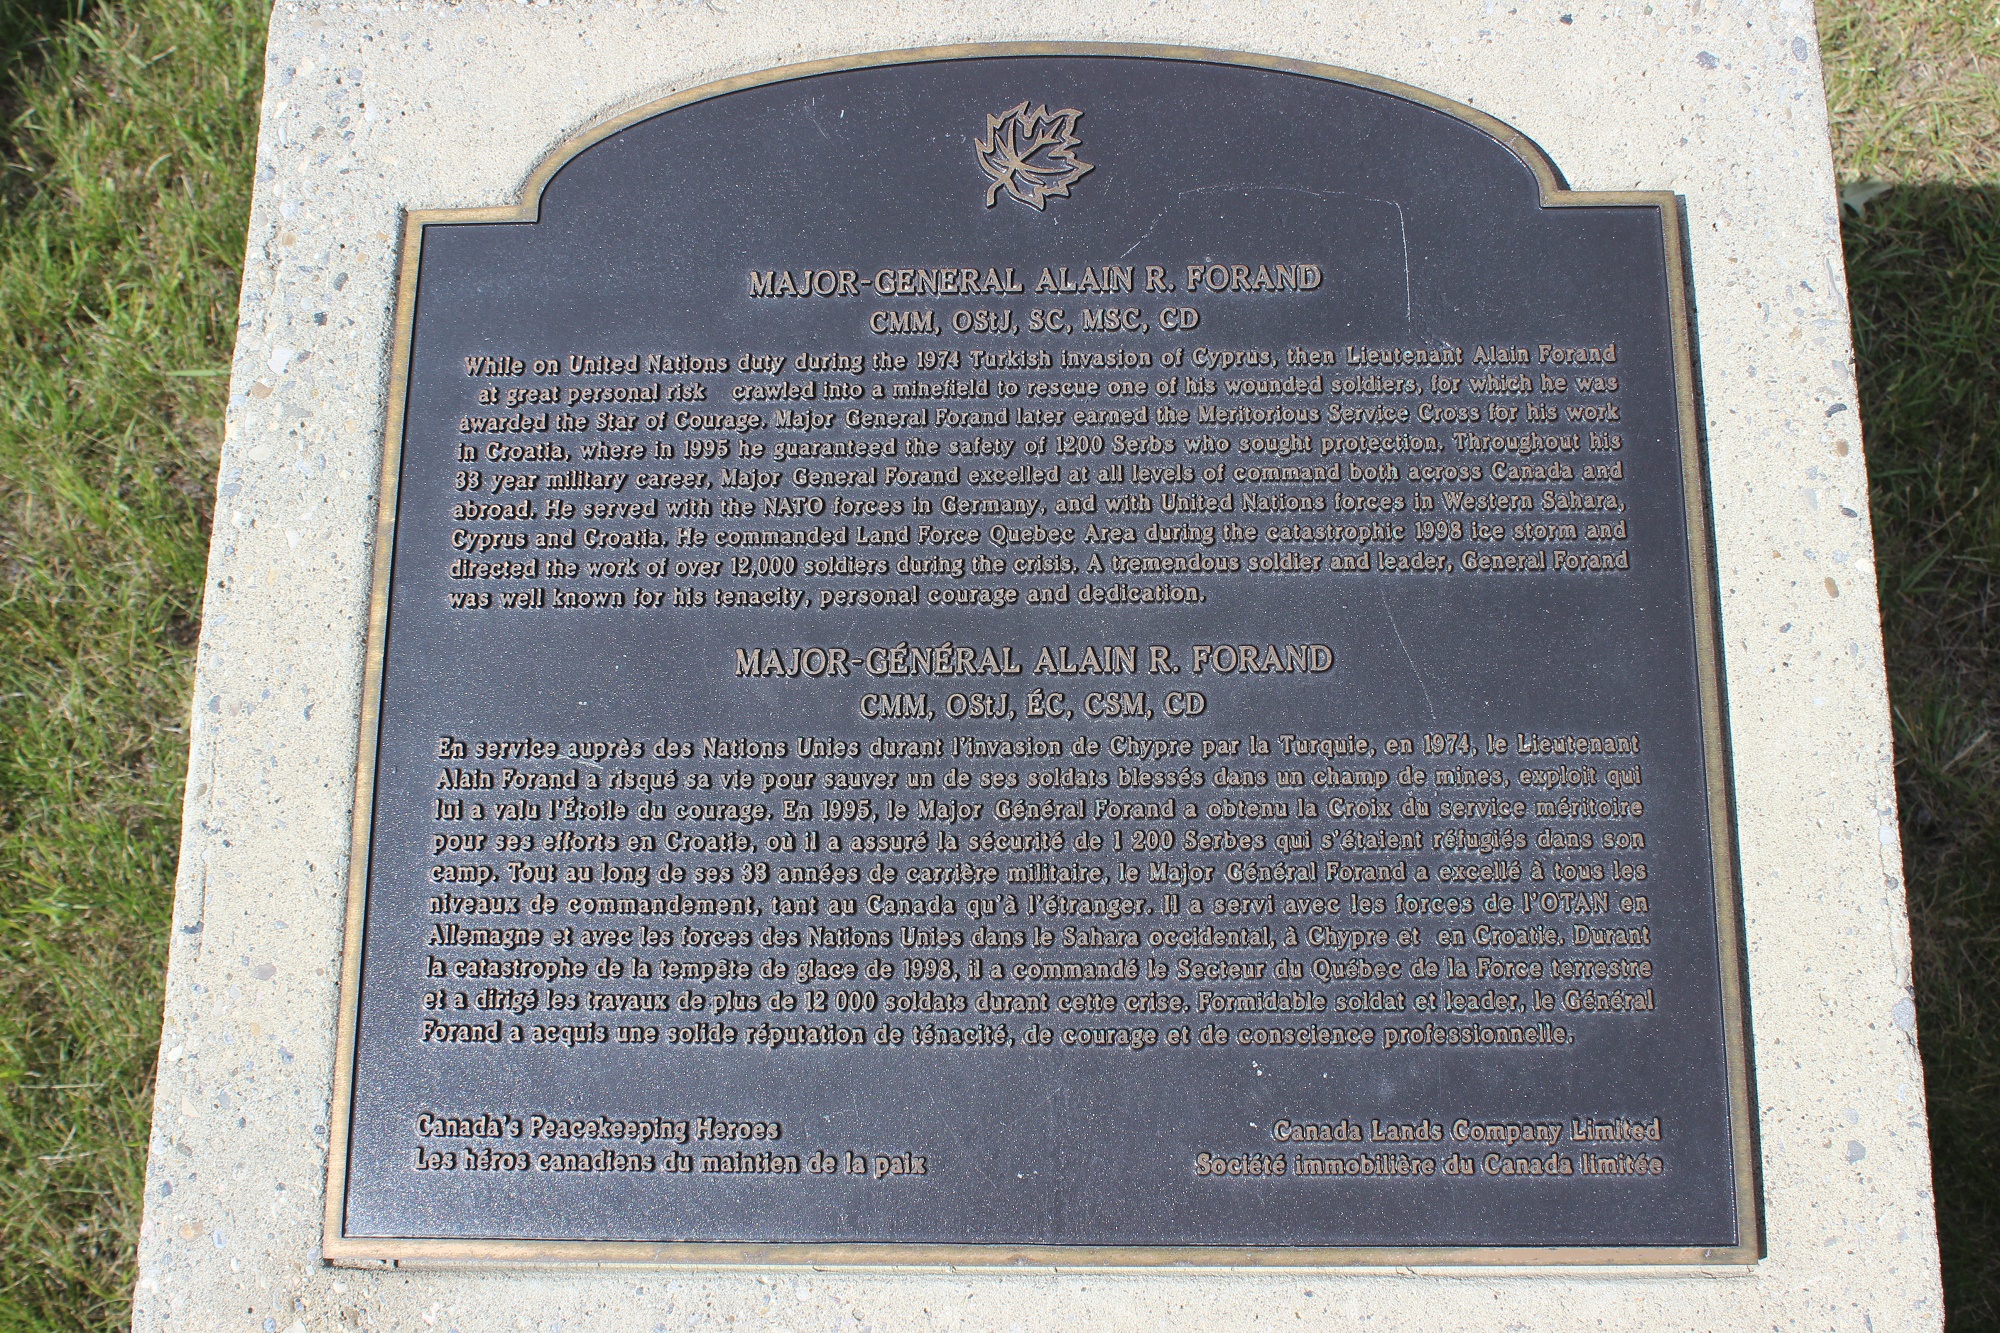 MAJOR-GENERAL ALAIN R. FORAND
CMM, OStJ, SC, MSC, CD
While on United Nations duty during the 1974 Turkish invasion of Cyprus, then Lieutenant Alain Forand
at great personal risk crawled into a minefield to rescue one of his wounded soldiers, for which he was
awarded the Star of Courage. Major General Forand later earned the Meritorious Service Cross for his work
in Croatia, where in 1995 he guaranteed the safety of 1200 Serbs who sought protection. Throughout his
33 year military career, Major General Forand excelled at all levels of command both across Canada and
abroad. He served with the NATO forces in Germany, and with United Nations forces in Western Sahara,
Cyprus and Croatia. He commanded Land Force Quebec Area during the catastrophic 1998 ice storm and
directed the work of over 12,000 soldiers during the crisis. A tremendous soldier and leader, General Forand
was well known for his tenacity, personal courage and dedication.
MAJOR-GÉNÉRAL ALAIN R. FORAND
CMM, OStJ, ÉC, CSM, CD
En service auprès des Nations Unies durant l'invasion de Chypre par la Turquie, en 1974, le Lieutenant
Alain Forand a risqué sa vie pour sauver un de ses soldats blessés dans un champ de mines, exploit qui
lui a valu l'Étoile du courage. En 1995, le Major Général Forand a obtenu la Croix du service méritoire
pour ses efforts en Croatie, où il a assuré la sécurité de 1 200 Serbes qui s'étaient réfugiés dans son
camp. Tout au long de ses 33 années de carrière militaire, le Major Général Forand a excellé à tous les
niveaux de commandement, tant au Canada qu'à l'étranger. Il a servi avec les forces de l'OTAN en
Allemagne et avec les forces des Nations Unies dans le Sahara occidental, à Chypre et en Croatie. Durant
la catastrophe de la tempête de glace de 1998, il a commandé le Secteur du Québec de la Force terrestre
et a dirigé les travaux de plus de 12 000 soldats durant cette crise. Formidable soldat et leader, le Général
Forand a acquis une solide réputation de ténacité, de courage et de conscience professionnelle.
Canada's Peacekeeping Heroes
Les héros canadiens du maintien de la paix
Canada Lands Company Limited
Société immobilière du Canada limitée